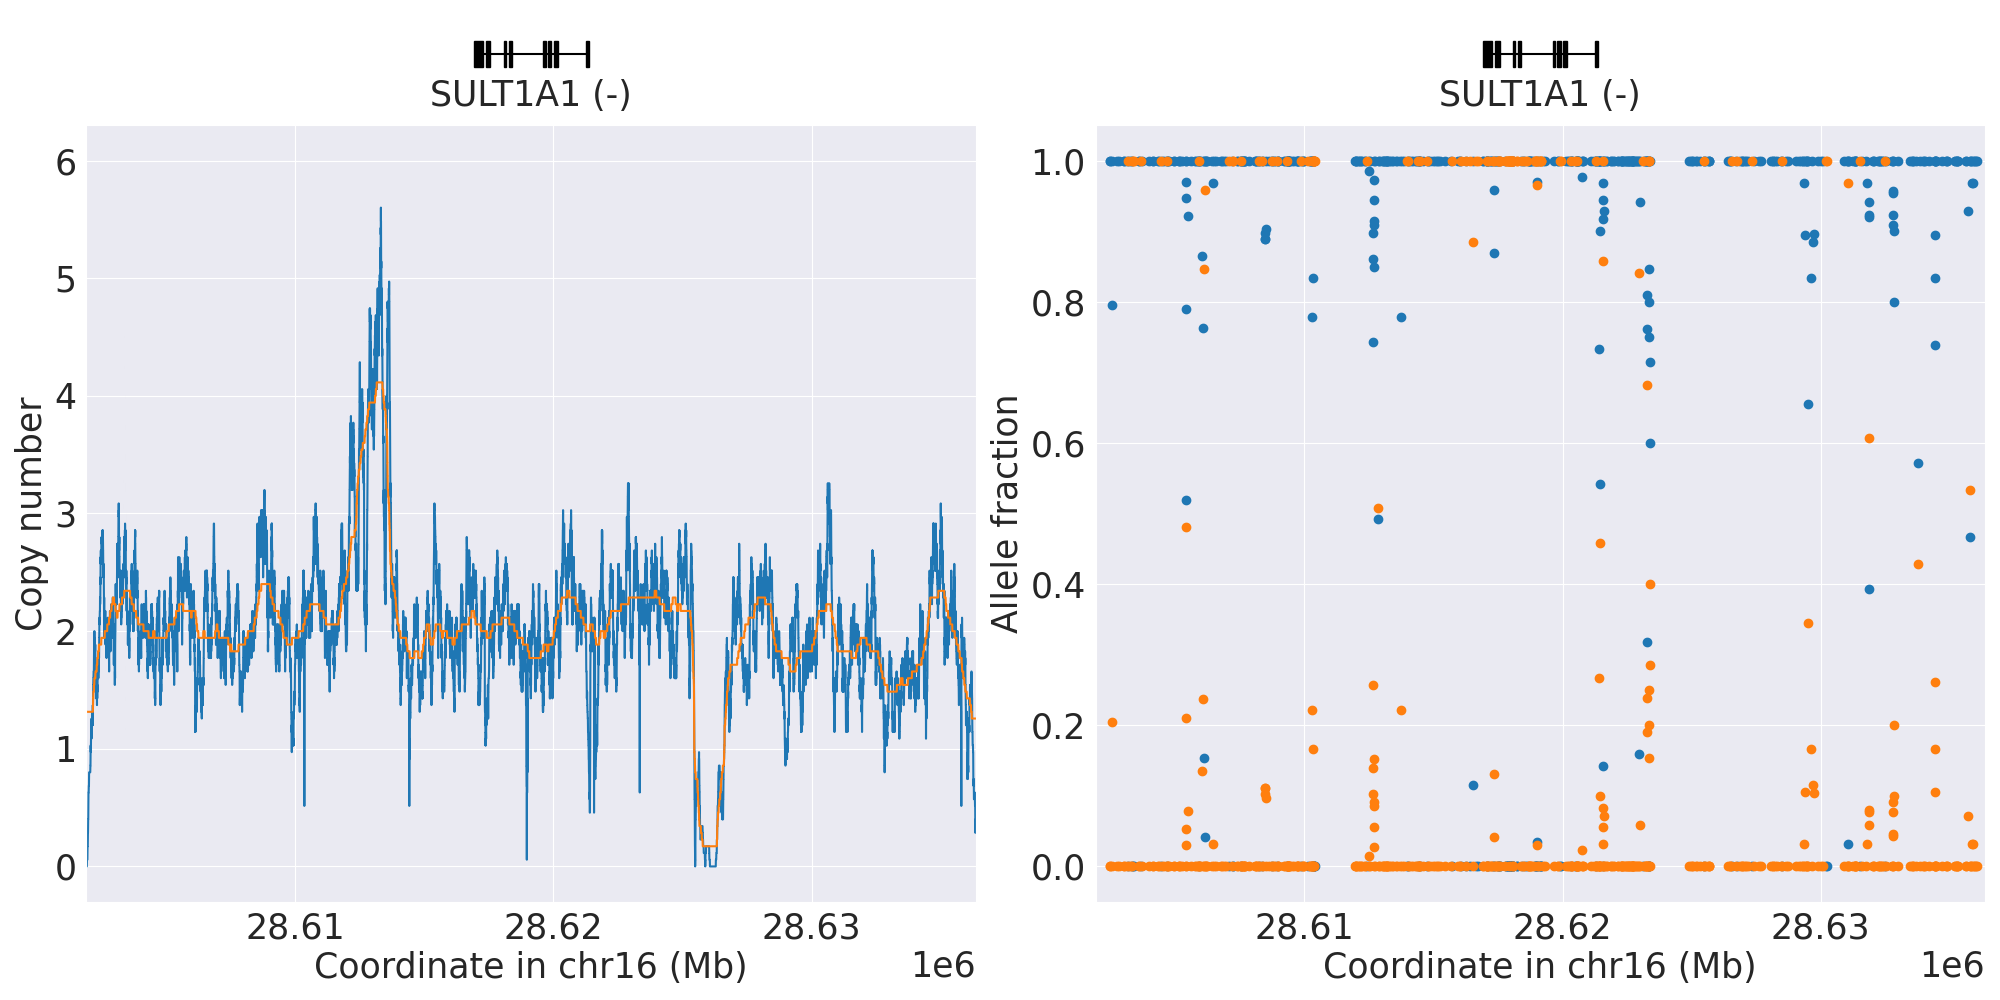 SULT1A1 (-)
6
5
4
3
2
1
0
Copy number
28.61
28.62
28.63
Coordinate in chr16 (Mb)
1e6
SULT1A1 (-)
1.0
0.8
0.6
0.4
0.2
0.0
Allele fraction
28.61
28.62
28.63
Coordinate in chr16 (Mb)
1e6